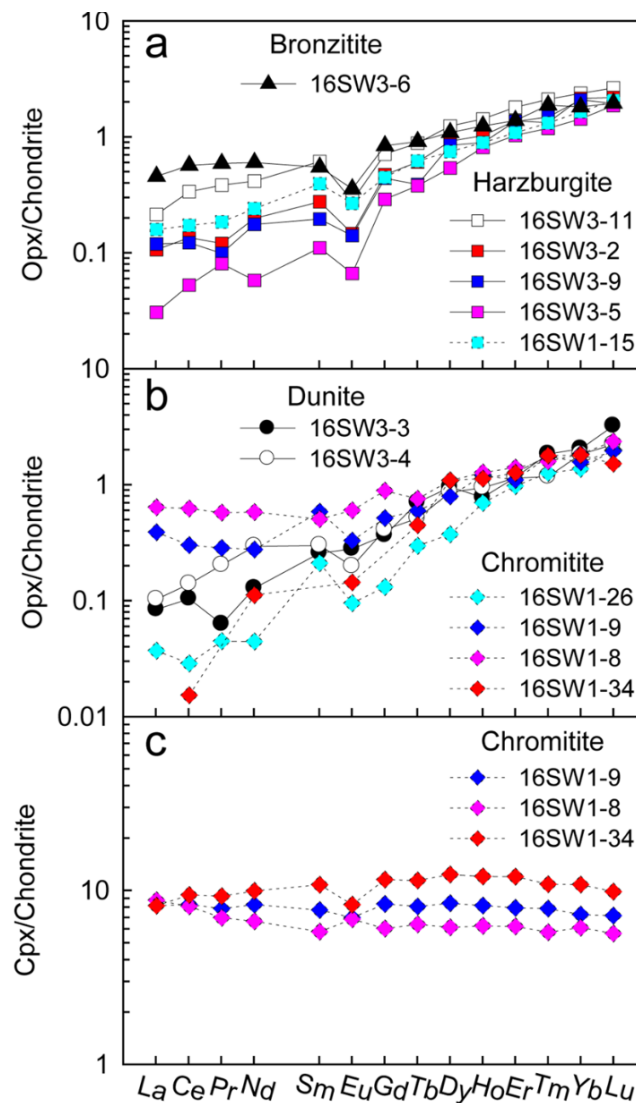 10
a
Bronzitite
16SW3-6
1
Opx/Chondrite
Harzburgite
16SW3-11
16SW3-2
0.1
16SW3-9
16SW3-5
16SW1-15
10
b
Dunite
16SW3-3
16SW3-4
1
Opx/Chondrite
Chromitite
0.1
16SW1-26
16SW1-9
16SW1-8
16SW1-34
0.01
c
Chromitite
16SW1-9
16SW1-8
16SW1-34
10
Cpx/Chondrite
1
La Ce Pr Nd Sm Eu Gd Tb Dy Ho Er Tm Yb Lu